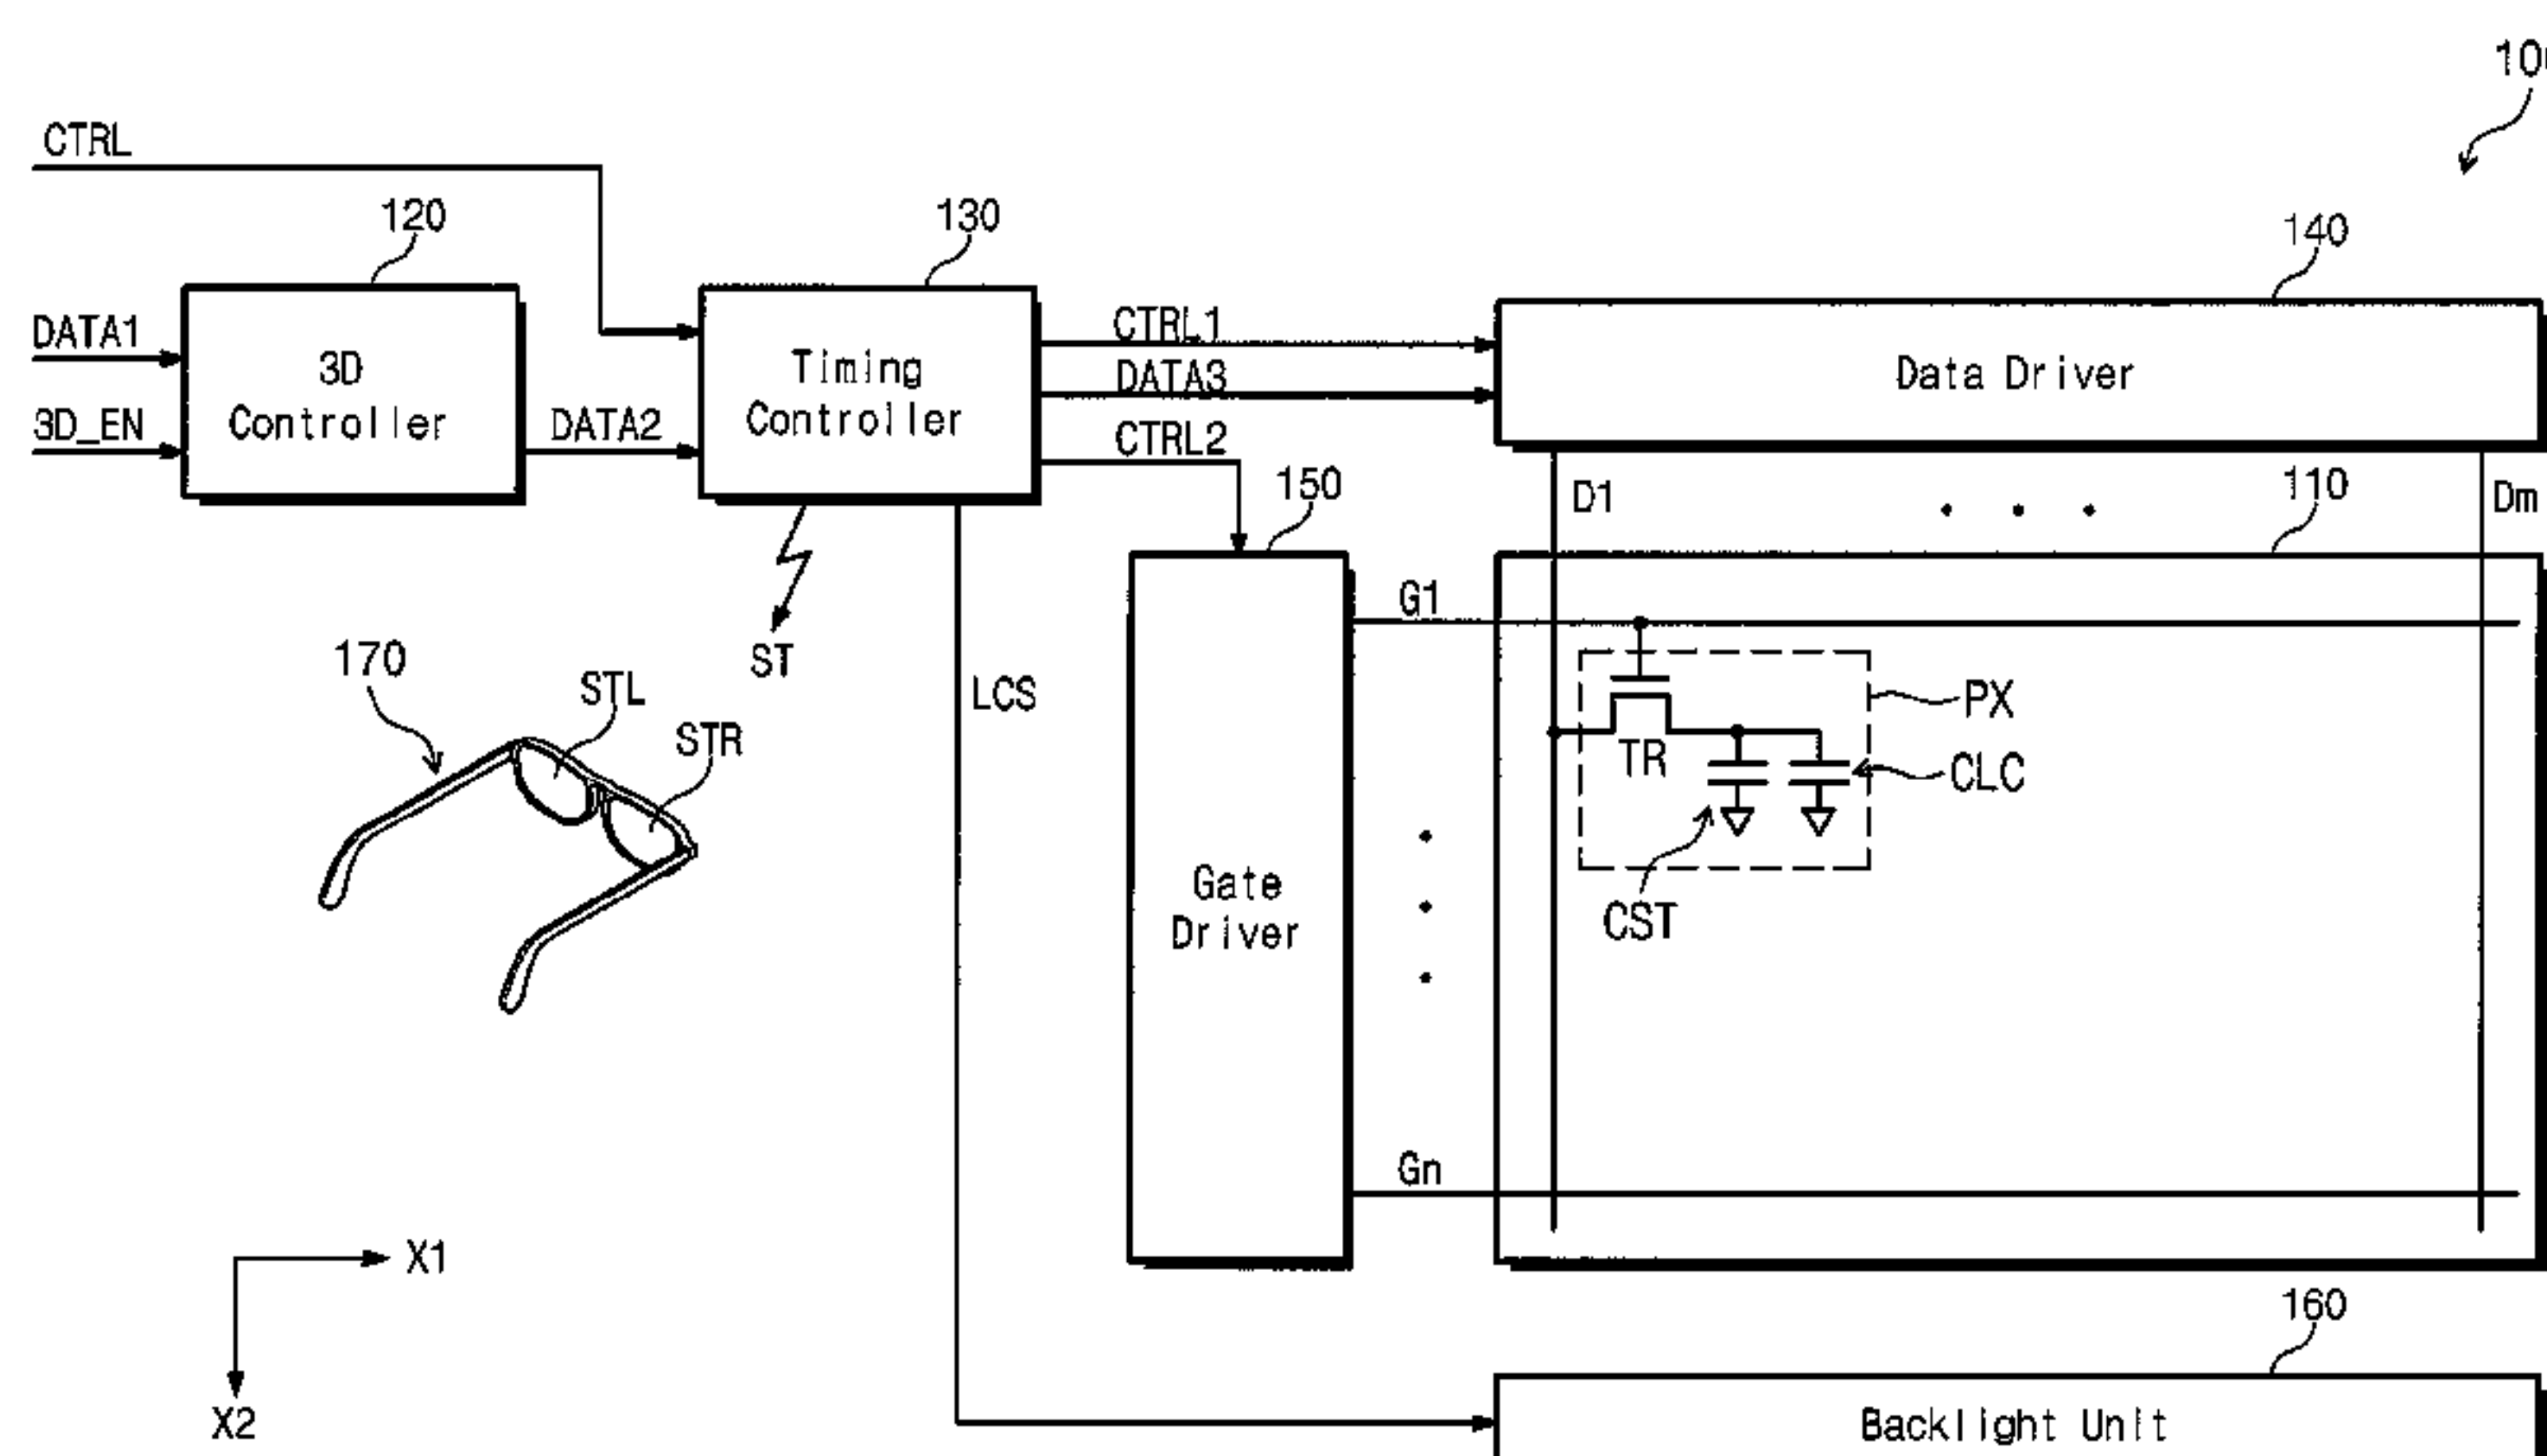 CTRL
120
130
140
DATA1
3D_EN
3D
Controller
DATA2
Timing
Controller
CTRL1
DATA3
CTRL2
Data Driver
150
D1
110
Dm
G1
ST
170
STL
STR
LCS
PX
TR
CLC
CST
Gate
Driver
Gn
X1
X2
160
Backlight Unit